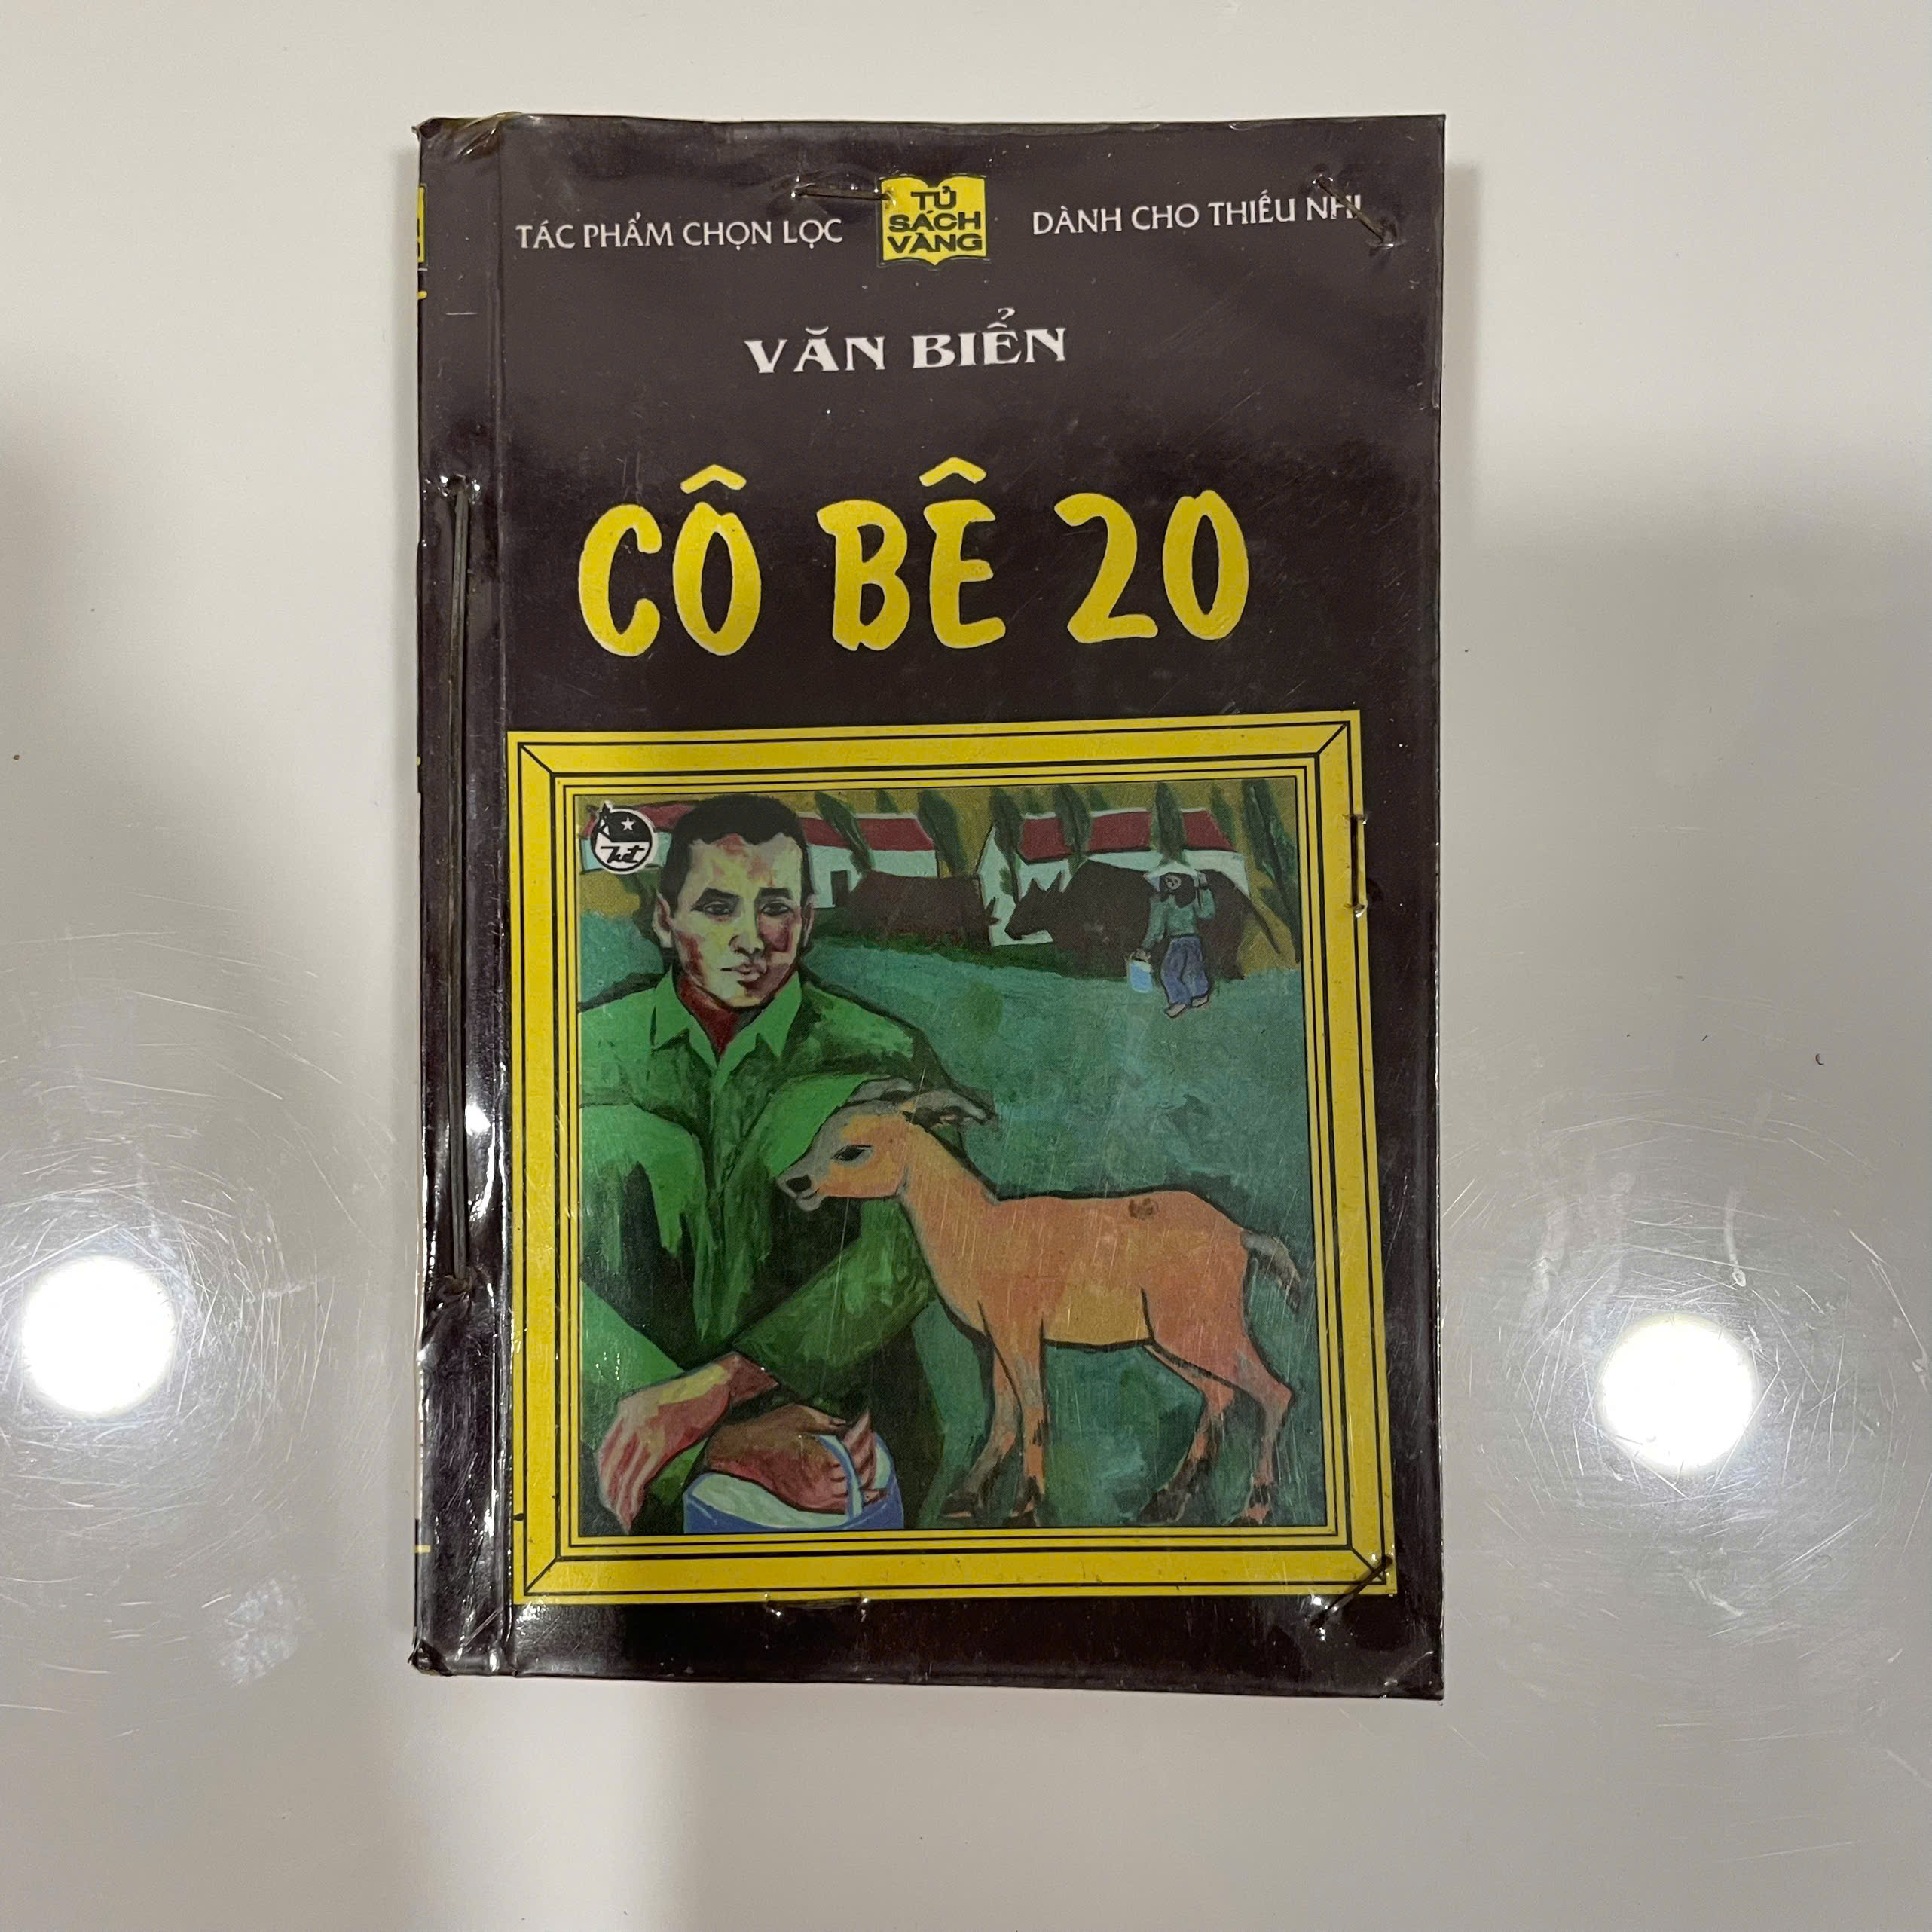 TÁC PHẨM CHỌN LỌC
TỦ
SÁCH
VÀNG
DÀNH CHO THIẾU NHI
VĂN BIỂN
CÔ BÊ 20